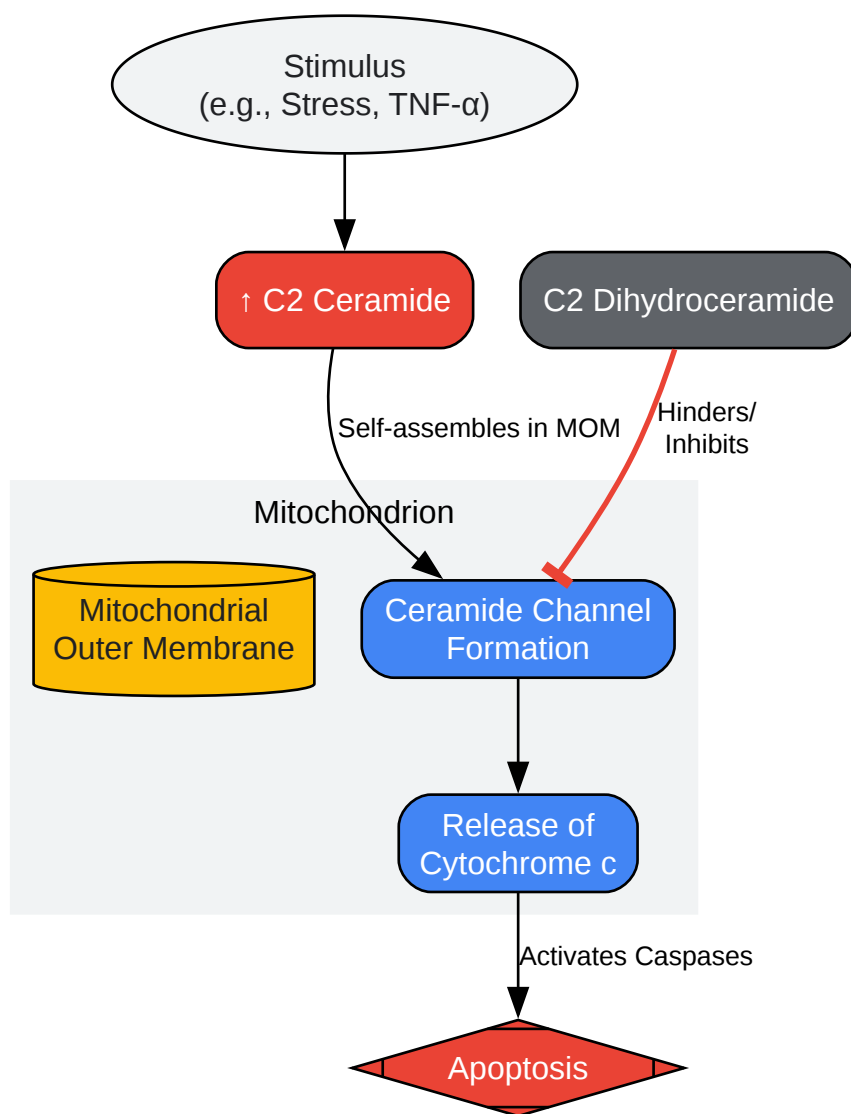 Stimulus
(e.g., Stress, TNF-α)
↑ C2 Ceramide
C2 Dihydroceramide
Self-assembles in MOM
Hinders/
Inhibits
Mitochondrion
Mitochondrial
Outer Membrane
Ceramide Channel
Formation
Release of
Cytochrome c
Activates Caspases
Apoptosis